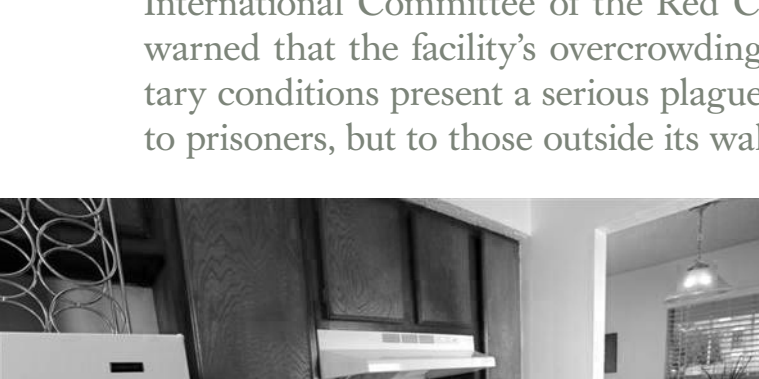 International Committee of the Red C
warned that the facility’s overcrowding
tary conditions present a serious plague
to prisoners, but to those outside its wal